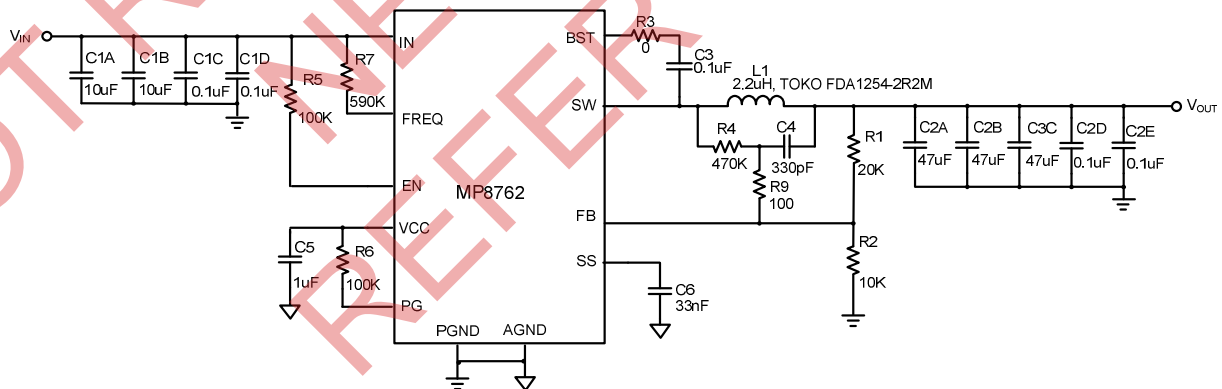 VIN
C1A
10uF
C1B
10uF
C1C
0.1uF
C1D
0.1uF
R5
100K
R7
590K
IN
FREQ
EN
VCC
PG
C5
1uF
R6
100K
MP8762
PGND
AGND
BST
SW
FB
SS
R3
0
C3
0.1uF
L1
2.2uH, TOKO FDA1254-2R2M
R4
470K
C4
330pF
R9
100
R1
20K
R2
10K
C6
33nF
C2A
47uF
C2B
47uF
C3C
47uF
C2D
0.1uF
C2E
0.1uF
VOUT
REFER